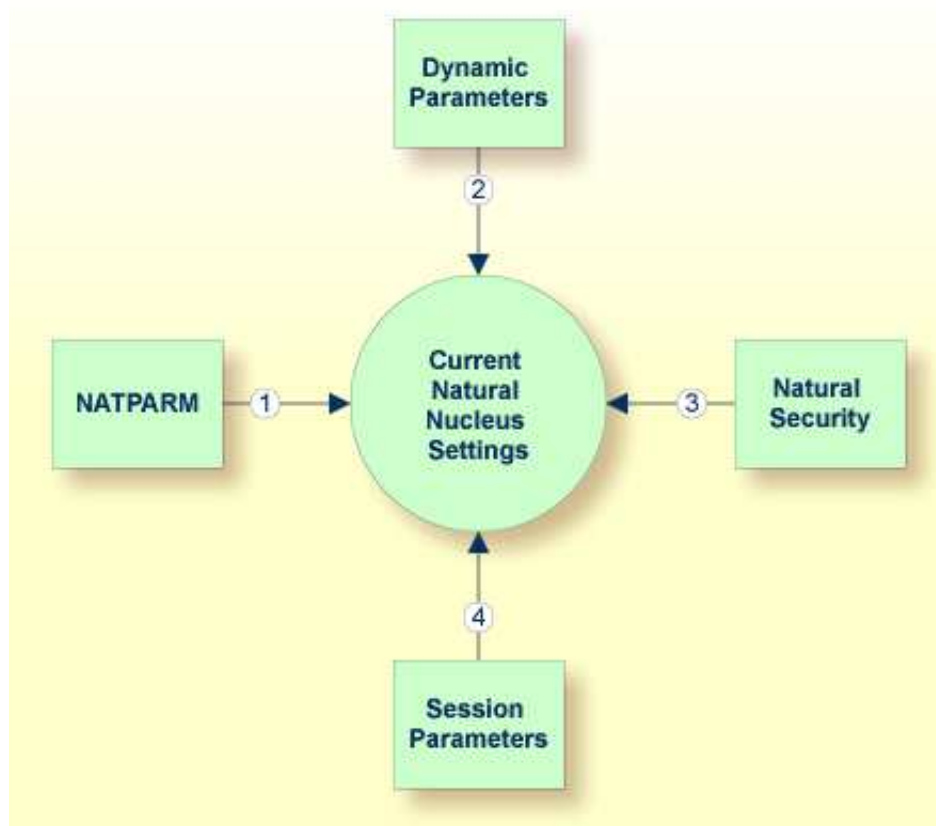 Dynamic
Parameters
2
NATPARM
1
Current
Natural
Nucleus
Settings
3
Natural
Security
4
Session
Parameters